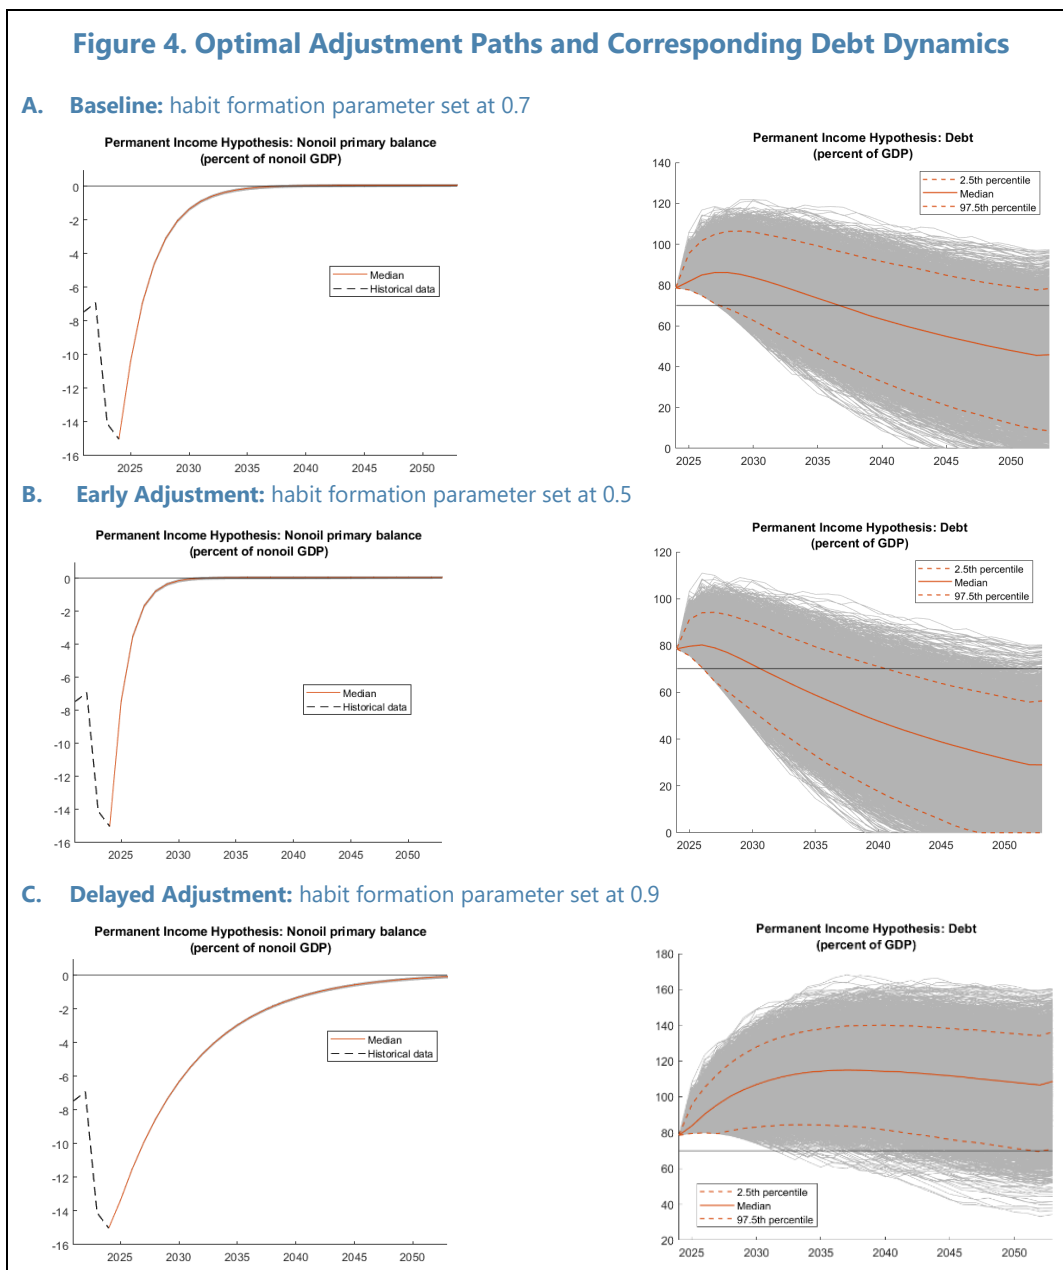 Figure 4. Optimal Adjustment Paths and Corresponding Debt Dynamics
A. Baseline: habit formation parameter set at 0.7
Permanent Income Hypothesis: Nonoil primary balance
(percent of nonoil GDP)
0
-2
-4
-6
-8
-10
-12
-14
-16
2025 2030 2035 2040 2045 2050
Median
Historical data
Permanent Income Hypothesis: Debt
(percent of GDP)
140
120
100
80
60
40
20
0
2025 2030 2035 2040 2045 2050
2.5th percentile
Median
97.5th percentile
B. Early Adjustment: habit formation parameter set at 0.5
Permanent Income Hypothesis: Nonoil primary balance
(percent of nonoil GDP)
0
-2
-4
-6
-8
-10
-12
-14
-16
2025 2030 2035 2040 2045 2050
Median
Historical data
Permanent Income Hypothesis: Debt
(percent of GDP)
120
100
80
60
40
20
0
2025 2030 2035 2040 2045 2050
2.5th percentile
Median
97.5th percentile
C. Delayed Adjustment: habit formation parameter set at 0.9
Permanent Income Hypothesis: Nonoil primary balance
(percent of nonoil GDP)
0
-2
-4
-6
-8
-10
-12
-14
-16
2025 2030 2035 2040 2045 2050
Median
Historical data
Permanent Income Hypothesis: Debt
(percent of GDP)
180
160
140
120
100
80
60
40
20
2025 2030 2035 2040 2045 2050
2.5th percentile
Median
97.5th percentile